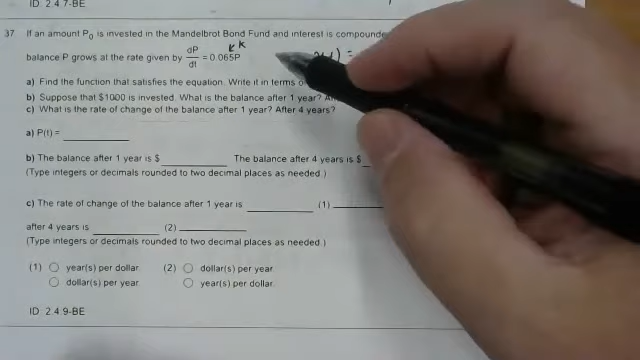 ID: 2.4.7-BE
37 If an amount P0 is invested in the Mandelbrot Bond Fund and interest is compounde
balance P grows at the rate given by dP/dt = 0.065P K
a) Find the function that satisfies the equation. Write it in terms o
b) Suppose that $1000 is invested. What is the balance after 1 year?
c) What is the rate of change of the balance after 1 year? After 4 years?
a) P(t) = 
b) The balance after 1 year is $ The balance after 4 years is $
(Type integers or decimals rounded to two decimal places as needed.)
c) The rate of change of the balance after 1 year is (1)
after 4 years is (2)
(Type integers or decimals rounded to two decimal places as needed.)
(1) year(s) per dollar. (2) dollar(s) per year.
dollar(s) per year. year(s) per dollar.
ID: 2.4.9-BE